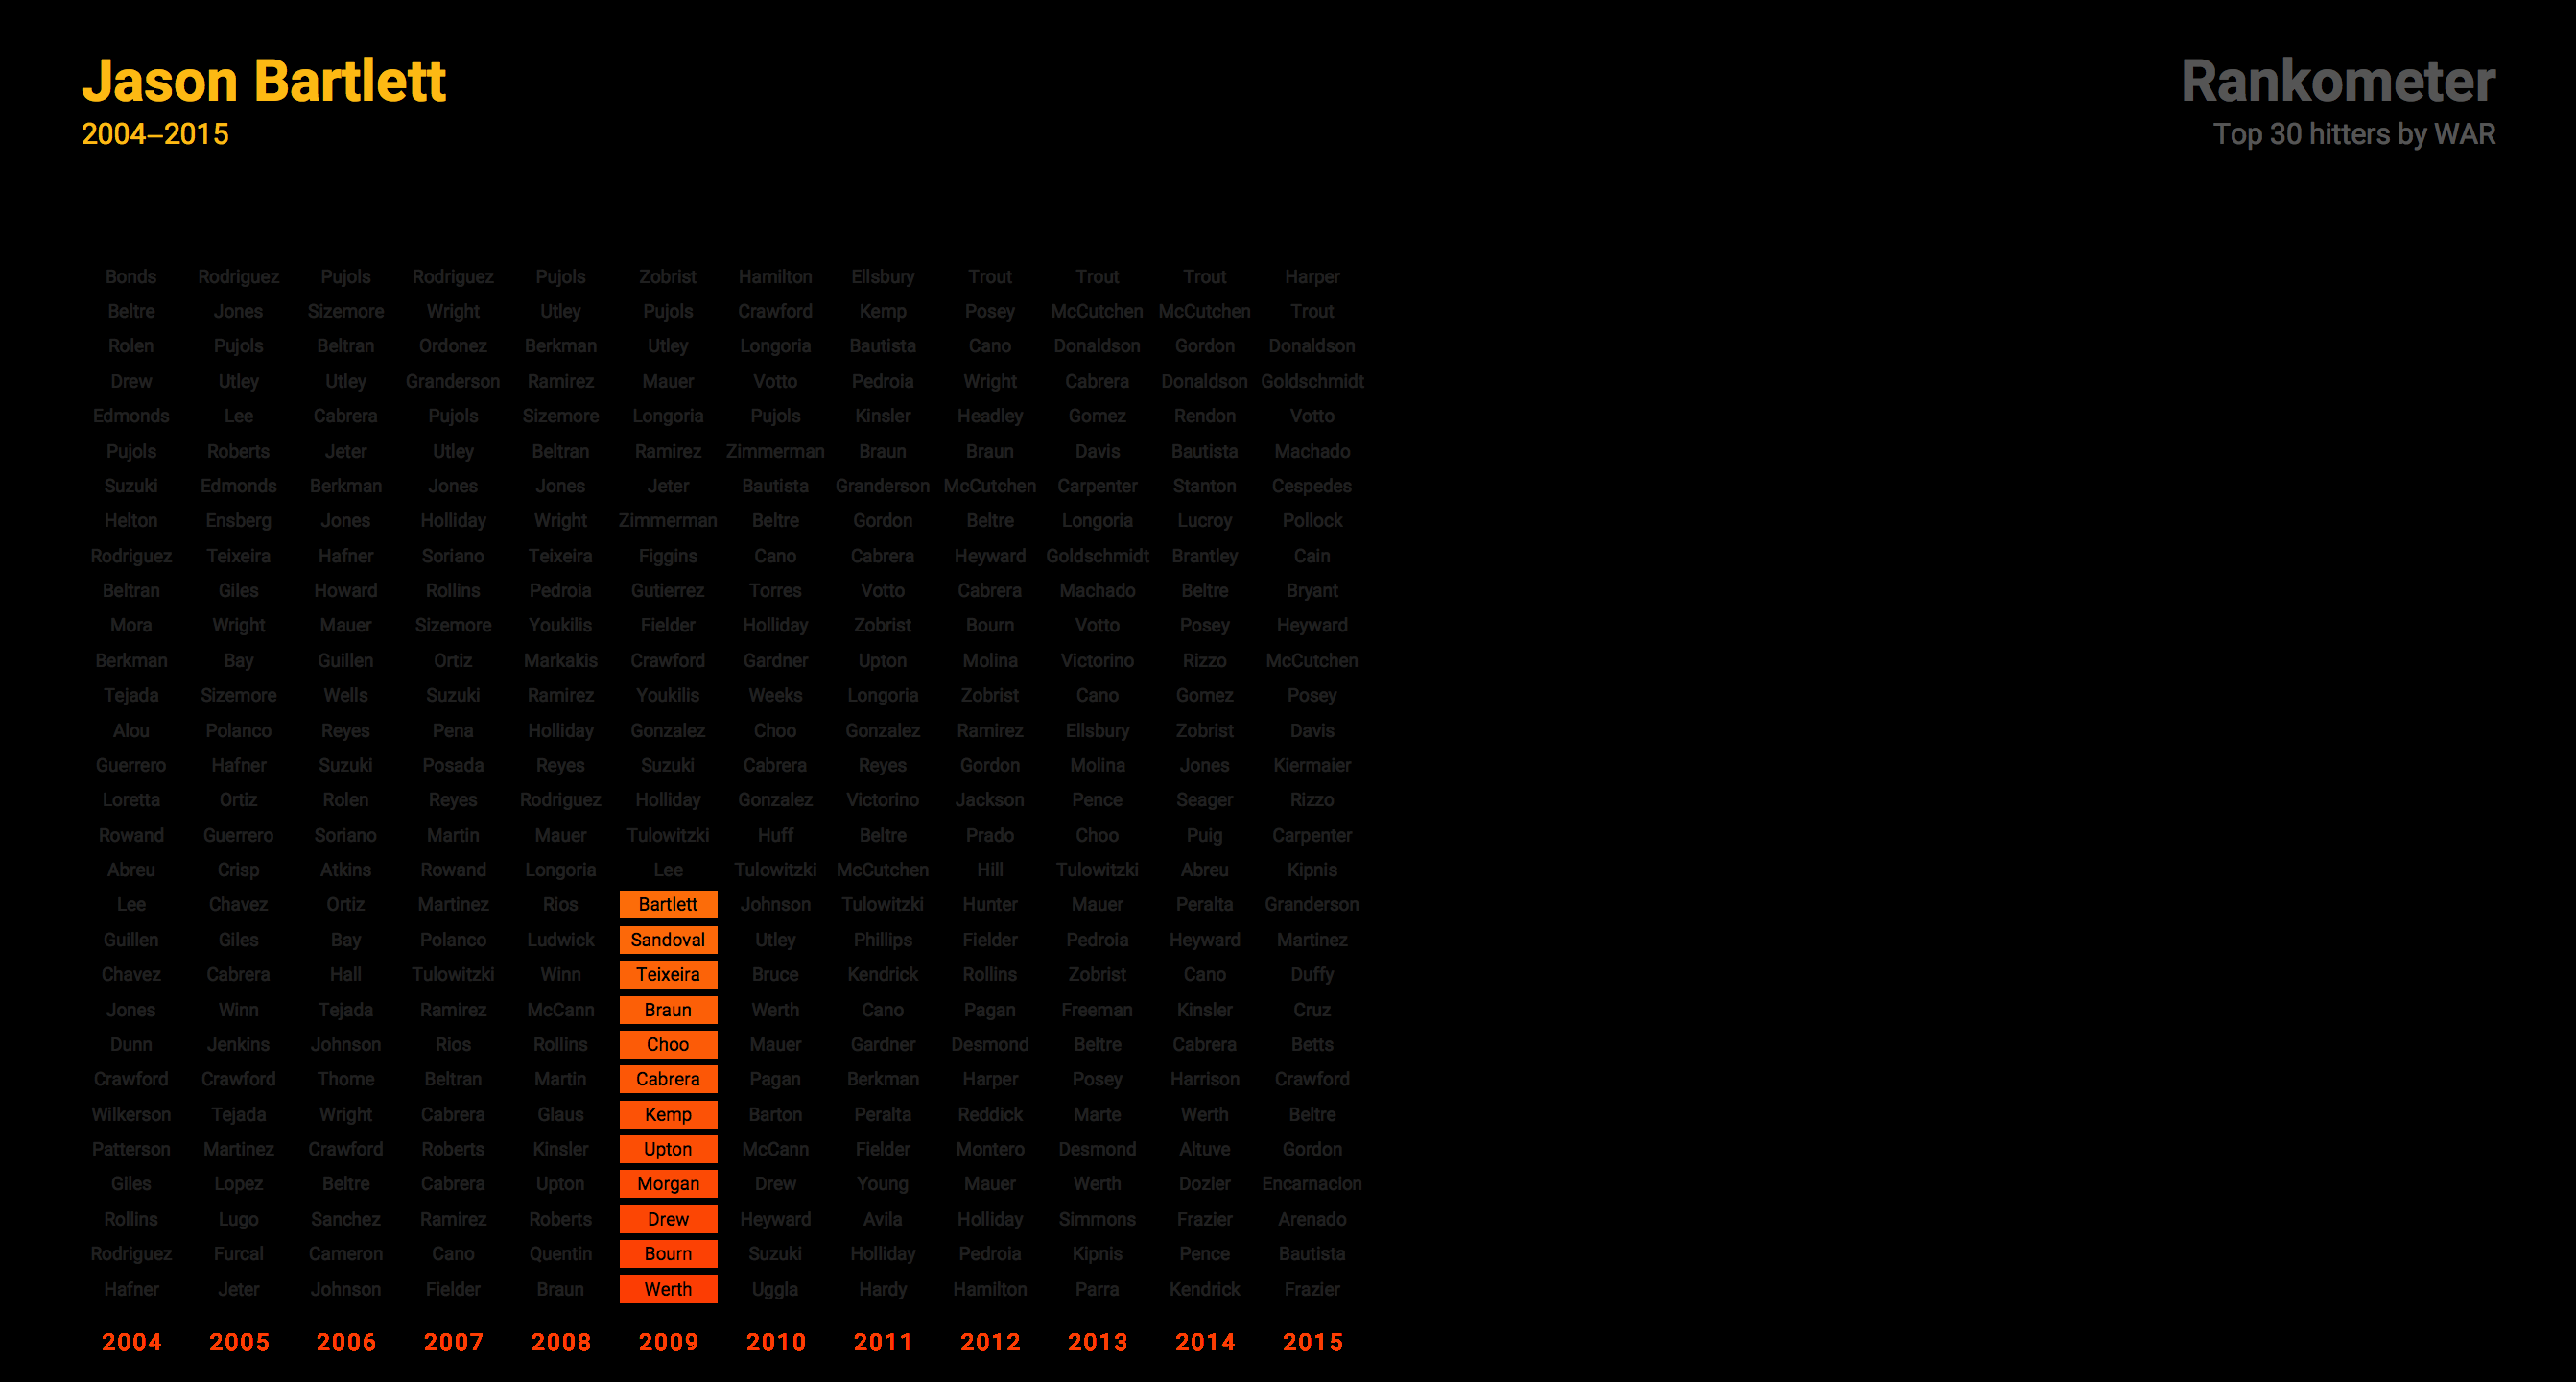 Jason Bartlett
2004–2015
Rankometer
Top 30 hitters by WAR
Bonds Rodriguez Pujols Rodriguez Pujols Zobrist Hamilton Ellsbury Trout Trout Trout Harper
Beltre Jones Sizemore Wright Utley Pujols Crawford Kemp Posey McCutchen McCutchen Trout
Rolen Pujols Beltran Ordonez Berkman Utley Longoria Bautista Cano Donaldson Gordon Donaldson
Drew Utley Utley Granderson Ramirez Mauer Votto Pedroia Wright Cabrera Donaldson Goldschmidt
Edmonds Lee Cabrera Pujols Sizemore Longoria Pujols Kinsler Headley Gomez Rendon Votto
Pujols Roberts Jeter Utley Beltran Ramirez Zimmerman Braun Braun Davis Bautista Machado
Suzuki Edmonds Berkman Jones Jones Jeter Bautista Granderson McCutchen Carpenter Stanton Cespedes
Helton Ensberg Jones Holliday Wright Zimmerman Beltre Gordon Beltre Longoria Lucroy Pollock
Rodriguez Teixeira Hafner Soriano Teixeira Figgins Cano Cabrera Heyward Goldschmidt Brantley Cain
Beltran Giles Howard Rollins Pedroia Gutierrez Torres Votto Cabrera Machado Beltre Bryant
Mora Wright Mauer Sizemore Youkilis Fielder Holliday Zobrist Bourn Votto Posey Heyward
Berkman Bay Guillen Ortiz Markakis Crawford Gardner Upton Molina Victorino Rizzo McCutchen
Tejada Sizemore Wells Suzuki Ramirez Youkilis Weeks Longoria Zobrist Cano Gomez Posey
Alou Polanco Reyes Pena Holliday Gonzalez Choo Gonzalez Ramirez Ellsbury Zobrist Davis
Guerrero Hafner Suzuki Posada Reyes Suzuki Cabrera Reyes Gordon Molina Jones Kiermaier
Loretta Ortiz Rolen Reyes Rodriguez Holliday Gonzalez Victorino Jackson Pence Seager Rizzo
Rowand Guerrero Soriano Martin Mauer Tulowitzki Huff Beltre Prado Choo Puig Carpenter
Abreu Crisp Atkins Rowand Longoria Lee Tulowitzki McCutchen Hill Tulowitzki Abreu Kipnis
Lee Chavez Ortiz Martinez Rios Bartlett Johnson Tulowitzki Hunter Mauer Peralta Granderson
Guillen Giles Bay Polanco Ludwick Sandoval Utley Phillips Fielder Pedroia Heyward Martinez
Chavez Cabrera Hall Tulowitzki Winn Teixeira Bruce Kendrick Rollins Zobrist Cano Duffy
Jones Winn Tejada Ramirez McCann Braun Werth Cano Pagan Freeman Kinsler Cruz
Dunn Jenkins Johnson Rios Rollins Choo Mauer Gardner Desmond Beltre Cabrera Betts
Crawford Crawford Thome Beltran Martin Cabrera Pagan Berkman Harper Posey Harrison Crawford
Wilkerson Tejada Wright Cabrera Glaus Kemp Barton Peralta Reddick Marte Werth Beltre
Patterson Martinez Crawford Roberts Kinsler Upton McCann Fielder Montero Desmond Altuve Gordon
Giles Lopez Beltre Cabrera Upton Morgan Drew Young Mauer Werth Dozier Encarnacion
Rollins Lugo Sanchez Ramirez Roberts Drew Heyward Avila Holliday Simmons Frazier Arenado
Rodriguez Furcal Cameron Cano Quentin Bourn Suzuki Holliday Pedroia Kipnis Pence Bautista
Hafner Jeter Johnson Fielder Braun Werth Uggla Hardy Hamilton Parra Kendrick Frazier
2004 2005 2006 2007 2008 2009 2010 2011 2012 2013 2014 2015